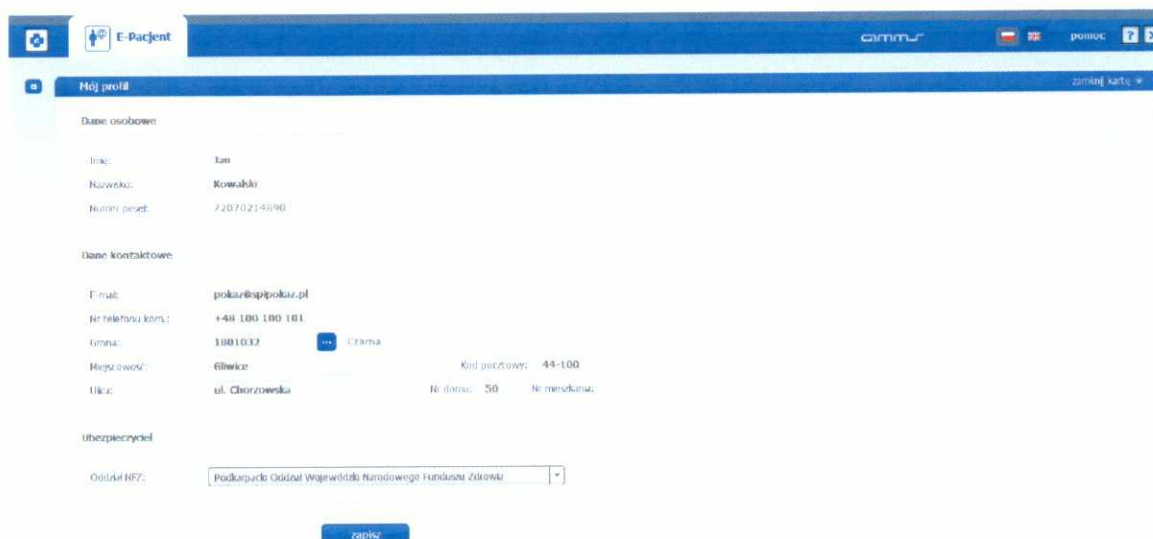 E-Pacjent
amms
pomoc ?
Mój profil
zamknij kartę
Dane osobowe
Imię: Jan
Nazwisko: Kowalski
Numer pesel: 72070214890
Dane kontaktowe
E-mail: pokaz@spipokaz.pl
Nr telefonu kom.: +48 100 100 101
Gmina: 1801032 ... Czarna
Miejscowość: Gliwice Kod pocztowy: 44-100
Ulica: ul. Chorzowska Nr domu: 50 Nr mieszkania:
Ubezpieczyciel
Oddział NFZ: Podkarpacki Oddział Wojewódzki Narodowego Funduszu Zdrowia
zapisz